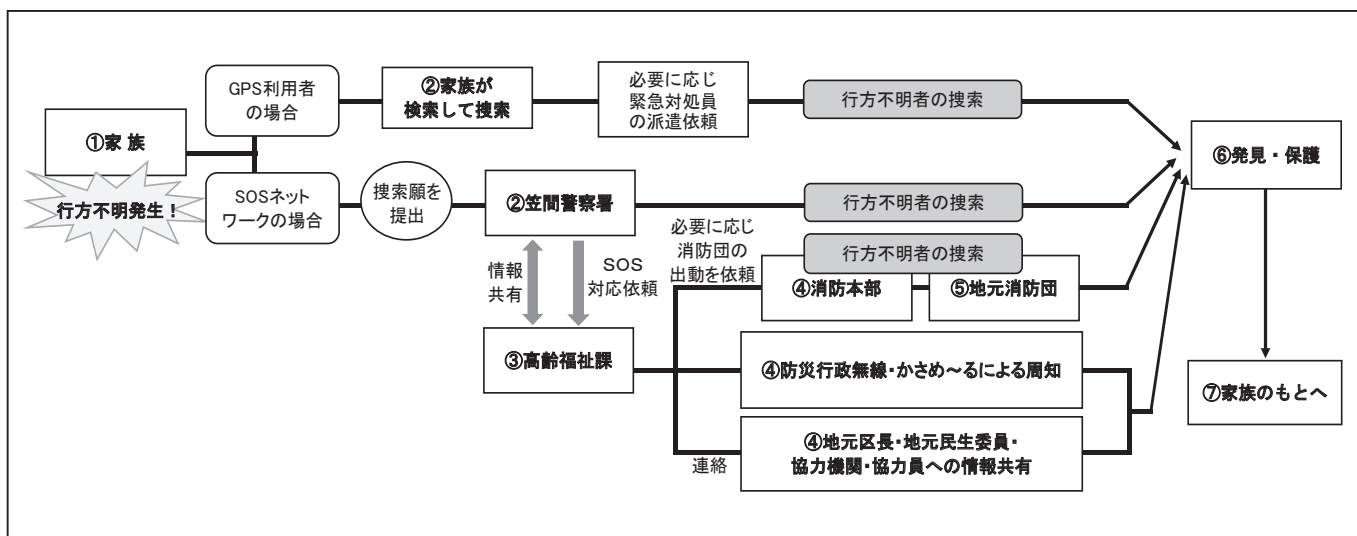 ①家 族
行方不明発生！
GPS利用者
の場合
②家族が
検索して捜索
必要に応じ
緊急対処員
の派遣依頼
行方不明者の捜索
SOSネット
ワークの場合
捜索願を
提出
②笠間警察署
行方不明者の捜索
情報
共有
SOS
対応依頼
③高齢福祉課
必要に応じ
消防団の
出動を依頼
行方不明者の捜索
④消防本部
⑤地元消防団
④防災行政無線・かさめ～るによる周知
連絡
④地元区長・地元民生委員・
協力機関・協力員への情報共有
⑥発見・保護
⑦家族のもとへ